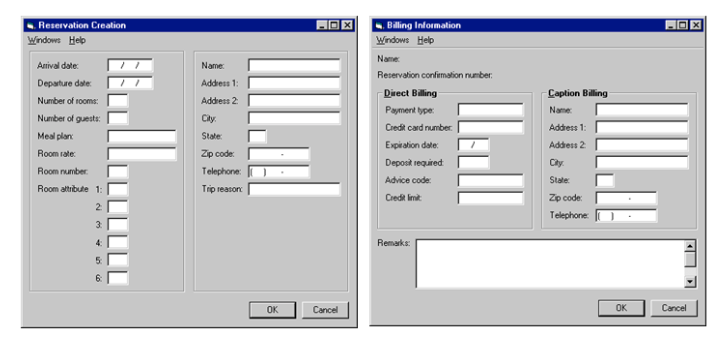 Reservation Creation
Windows Help
Arrival date: / /
Departure date: / /
Number of rooms:
Number of guests:
Meal plan:
Room rate:
Room number:
Room attribute 1:
2:
3:
4:
5:
6:
Name:
Address 1:
Address 2:
City:
State:
Zip code: -
Telephone: ( ) -
Trip reason:
OK Cancel
Billing Information
Windows Help
Name:
Reservation confirmation number:
Direct Billing
Payment type:
Credit card number:
Expiration date: /
Deposit required:
Advice code:
Credit limit:
Caption Billing
Name:
Address 1:
Address 2:
City:
State:
Zip code: -
Telephone: ( ) -
Remarks:
OK Cancel